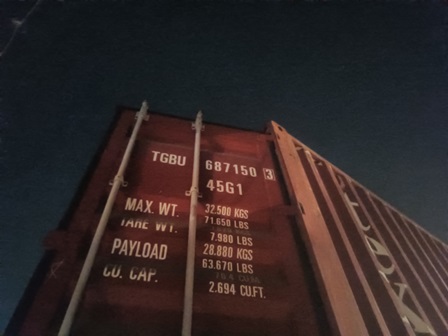 TGBU 687150 3
45G1
MAX. WT. 32.500 KGS
71.650 LBS
TARE WT.
7.980 LBS
PAYLOAD 28.880 KGS
63.670 LBS
CU. CAP.
2.694 CU.FT.